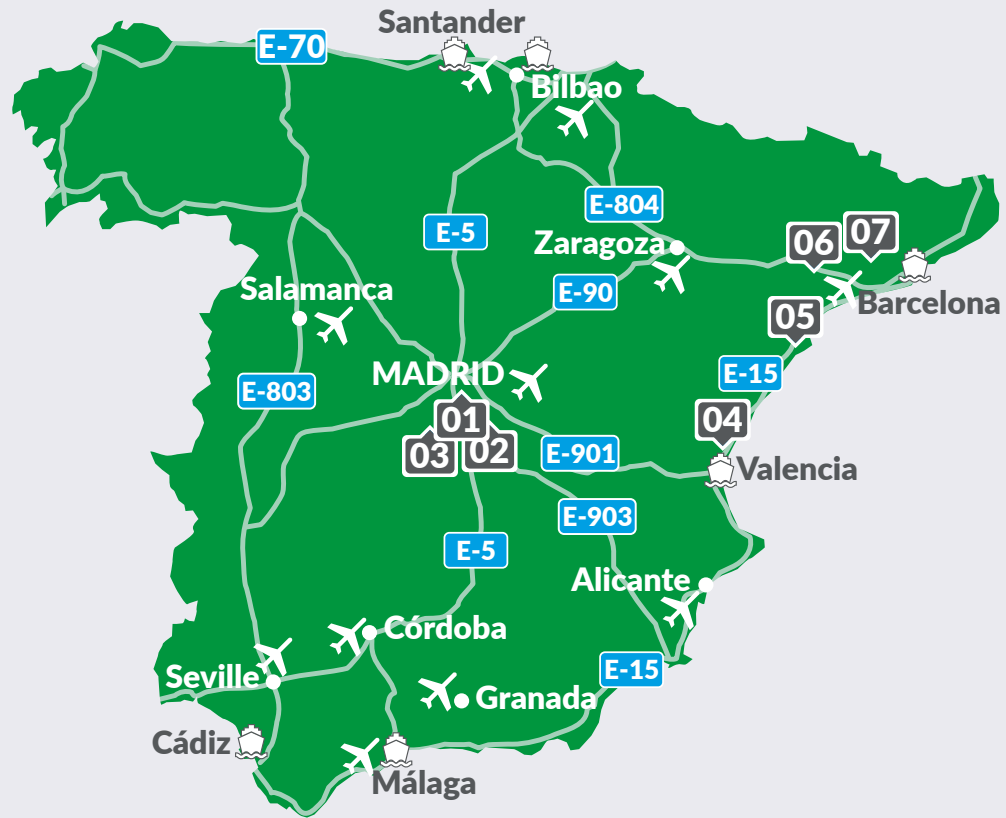 Santander
E-70
Bilbao
E-804
E-5
Zaragoza
06
07
E-90
Salamanca
Barcelona
05
MADRID
E-15
E-803
01
04
03
02
E-901
Valencia
E-903
E-5
Alicante
Córdoba
Seville
E-15
Granada
Cádiz
Málaga